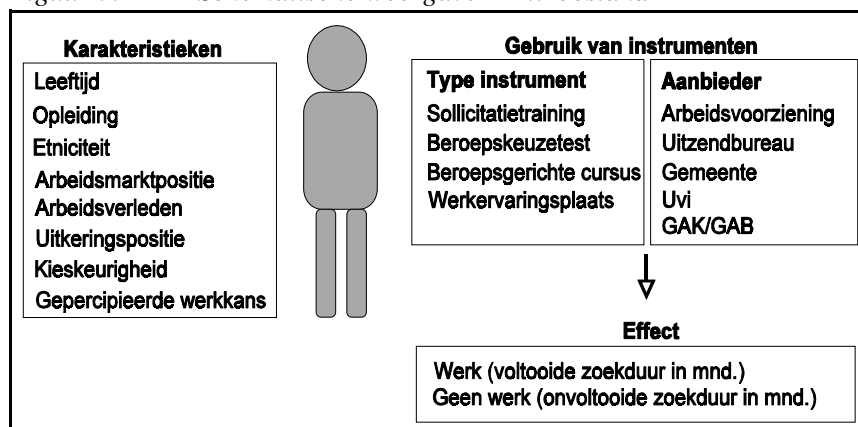 Karakteristieken
Leeftijd
Opleiding
Etniciteit
Arbeidsmarktpositie
Arbeidsverleden
Uitkeringspositie
Kieskeurigheid
Gepercipieerde werkkans
Gebruik van instrumenten
Type instrument
Sollicitatietraining
Beroepskeuzetest
Beroepsgerichte cursus
Werkervaringsplaats
Aanbieder
Arbeidsvoorziening
Uitzendbureau
Gemeente
Uvi
GAK/GAB
Effect
Werk (voltooide zoekduur in mnd.)
Geen werk (onvoltooide zoekduur in mnd.)